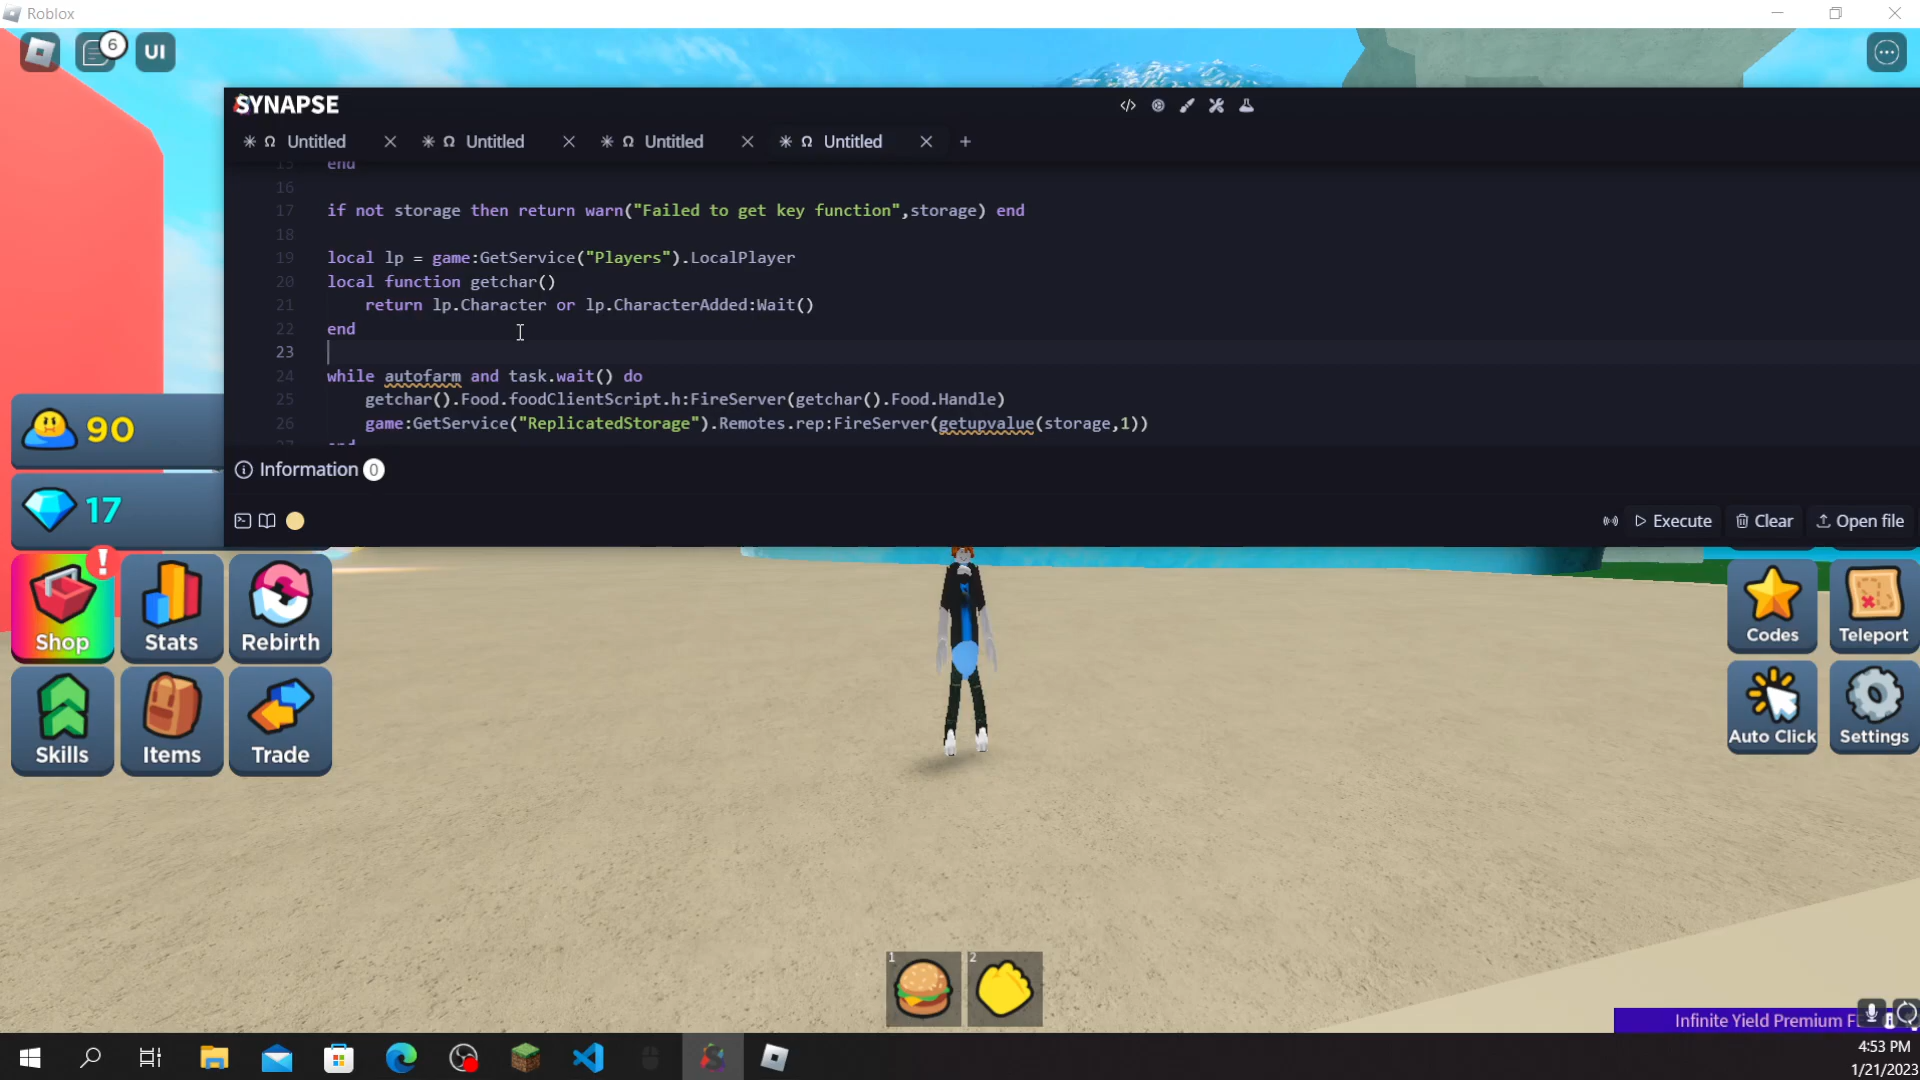 Roblox
6
UI
SYNAPSE
Untitled
Untitled
Untitled
Untitled
15 end
16
17 if not storage then return warn("Failed to get key function",storage) end
18
19 local lp = game:GetService("Players").LocalPlayer
20 local function getchar()
21 return lp.Character or lp.CharacterAdded:Wait()
22 end
23
24 while autofarm and task.wait() do
25 getchar().Food.foodClientScript.h:FireServer(getchar().Food.Handle)
26 game:GetService("ReplicatedStorage").Remotes.rep:FireServer(getupvalue(storage,1))
Information 0
Execute
Clear
Open file
90
17
!
Shop
Stats
Rebirth
Skills
Items
Trade
Codes
Teleport
Auto Click
Settings
1
2
Infinite Yield Premium F
4:53 PM
1/21/2023